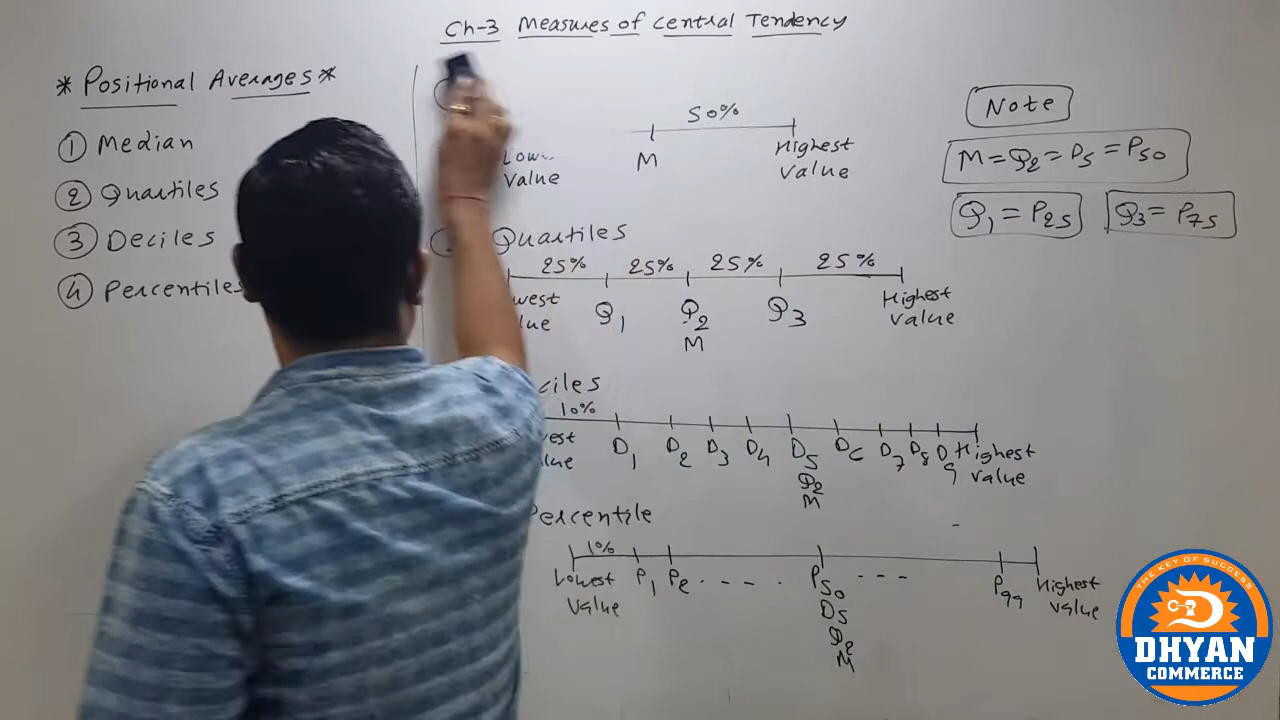 Ch-3 Measures of Central Tendency
* Positional Averages *
① Median
② Quartiles
③ Deciles
④ Percentiles
50%
M
Highest Value
Value
Note
M = Q₂ = D₅ = P₅₀
Q₁ = P₂₅
Q₃ = P₇₅
Quartiles
25% 25% 25% 25%
Q₁ Q₂ Q₃ Highest Value
M
10%
D₁ D₂ D₃ D₄ D₅ D₆ D₇ D₈ D₉ Highest Value
Q₂
M
Percentile
1%
Lowest Value P₁ P₂ . - - - . P₅₀ - - - P₉₉ Highest Value
D₅
Q₂
M
THE KEY OF SUCCESS
DHYAN
COMMERCE